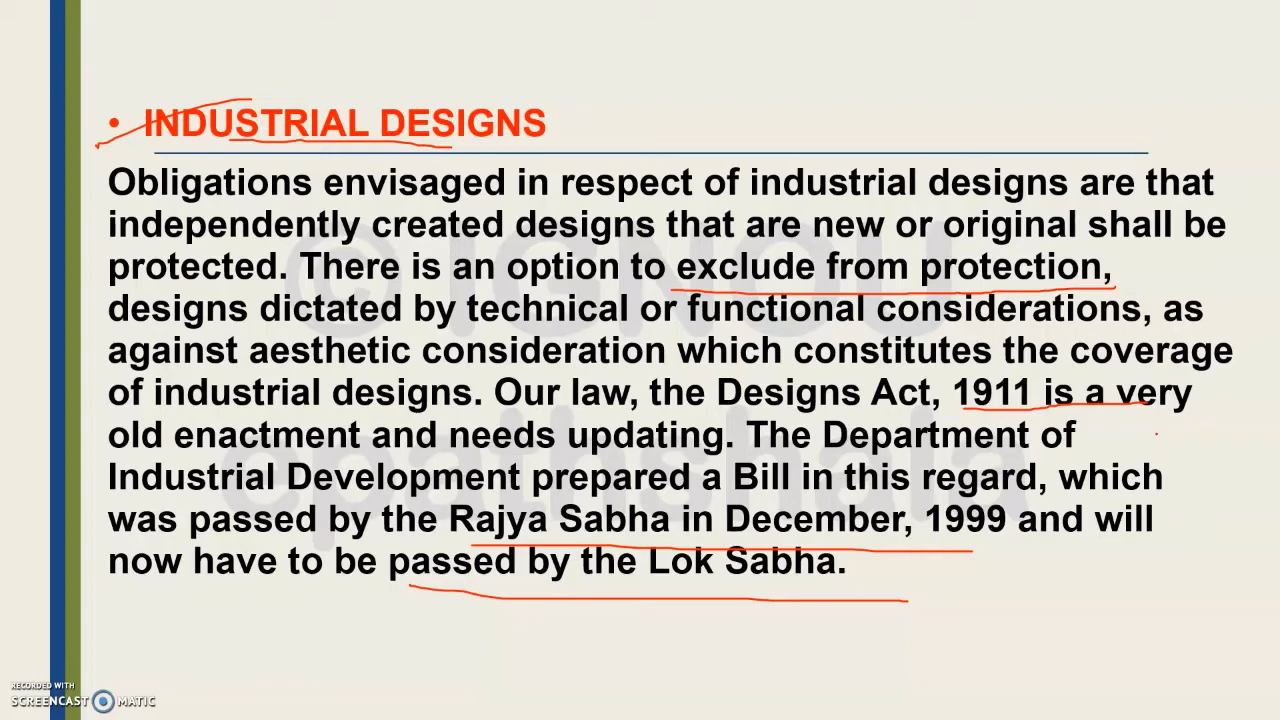 • INDUSTRIAL DESIGNS
Obligations envisaged in respect of industrial designs are that
independently created designs that are new or original shall be
protected. There is an option to exclude from protection,
designs dictated by technical or functional considerations, as
against aesthetic consideration which constitutes the coverage
of industrial designs. Our law, the Designs Act, 1911 is a very
old enactment and needs updating. The Department of
Industrial Development prepared a Bill in this regard, which
was passed by the Rajya Sabha in December, 1999 and will
now have to be passed by the Lok Sabha.
© IGNOU
epathshala
RECORDED WITH
SCREENCAST MATIC